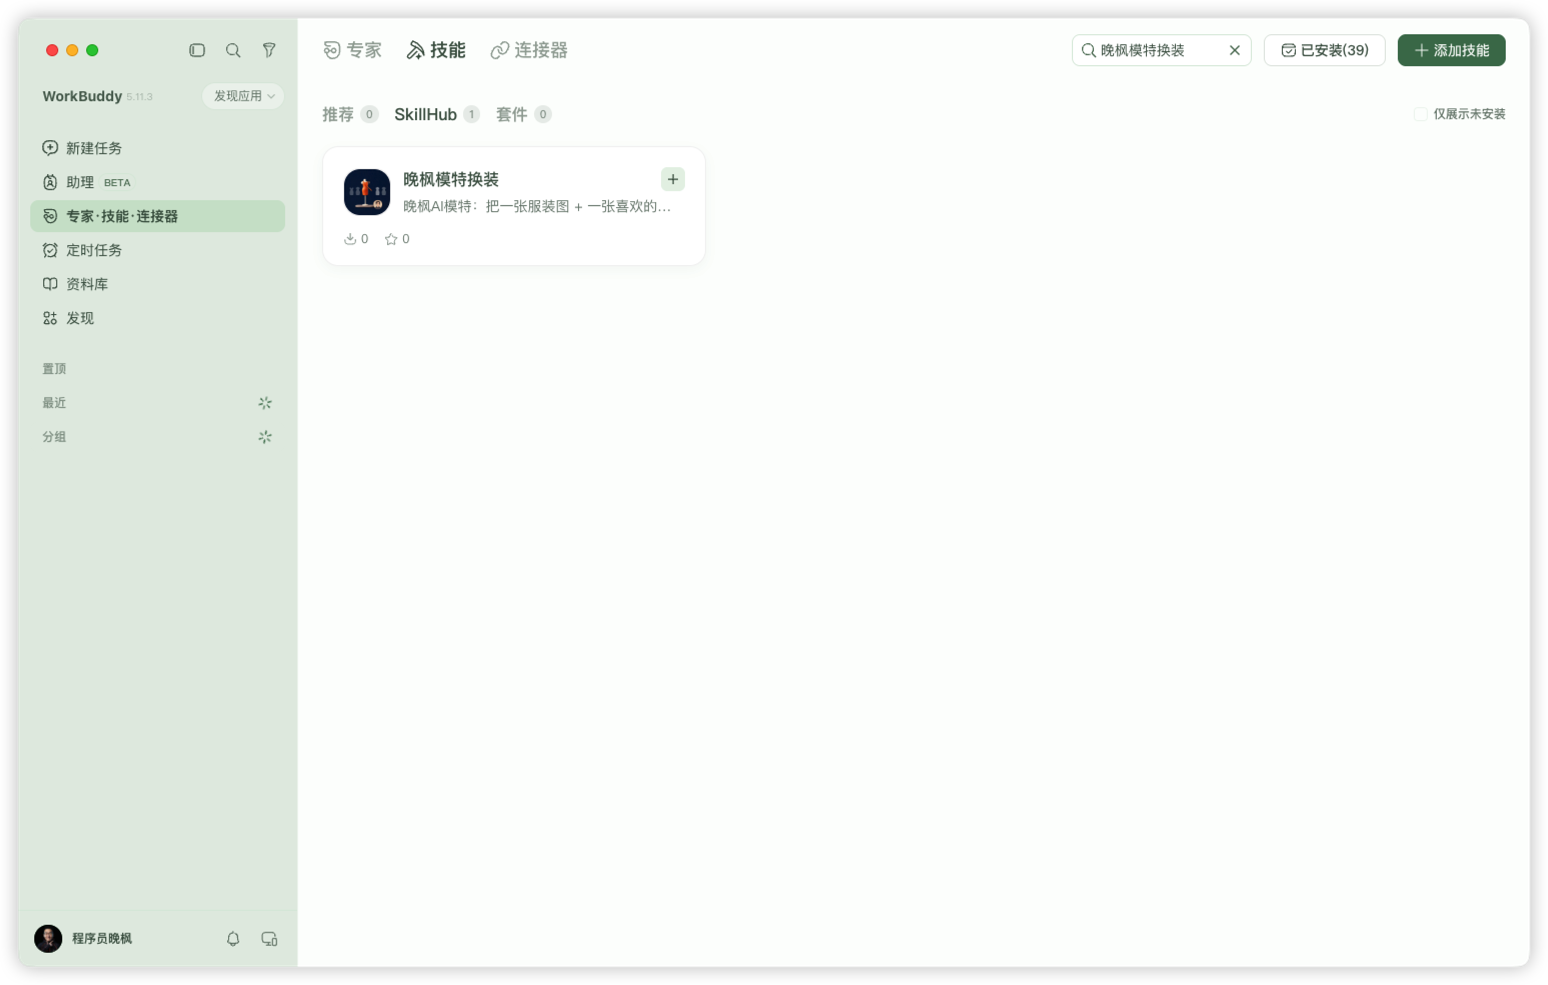 专家 技能 连接器
晚枫模特换装
已安装(39)
添加技能
WorkBuddy 5.11.3
发现应用
新建任务
助理 BETA
专家·技能·连接器
定时任务
资料库
发现
置顶
最近
分组
程序员晚枫
推荐 0 SkillHub 1 套件 0
仅展示未安装
晚枫模特换装
晚枫AI模特：把一张服装图 + 一张喜欢的...
0 0